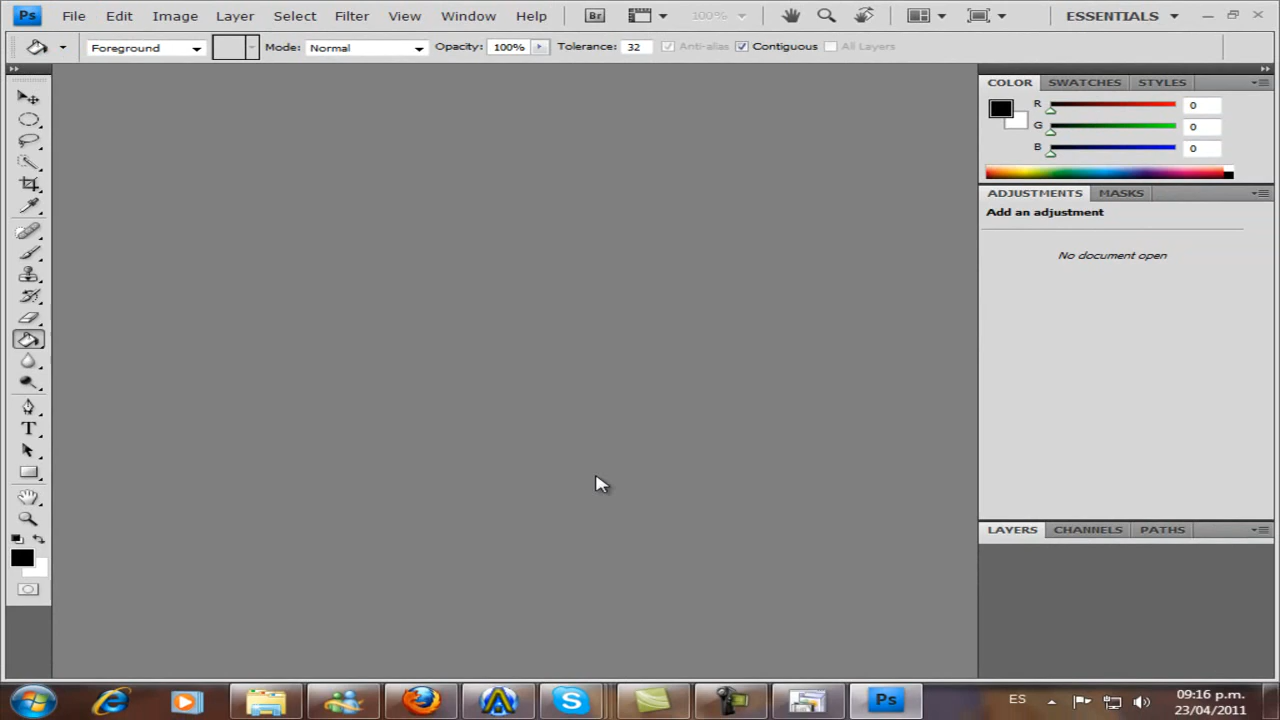 Ps File Edit Image Layer Select Filter View Window Help Br 100% ESSENTIALS
Foreground Mode: Normal Opacity: 100% Tolerance: 32 Anti-alias Contiguous All Layers
COLOR SWATCHES STYLES
R 0
G 0
B 0
ADJUSTMENTS MASKS
Add an adjustment
No document open
T
LAYERS CHANNELS PATHS
Ps
ES
09:16 p.m.
23/04/2011